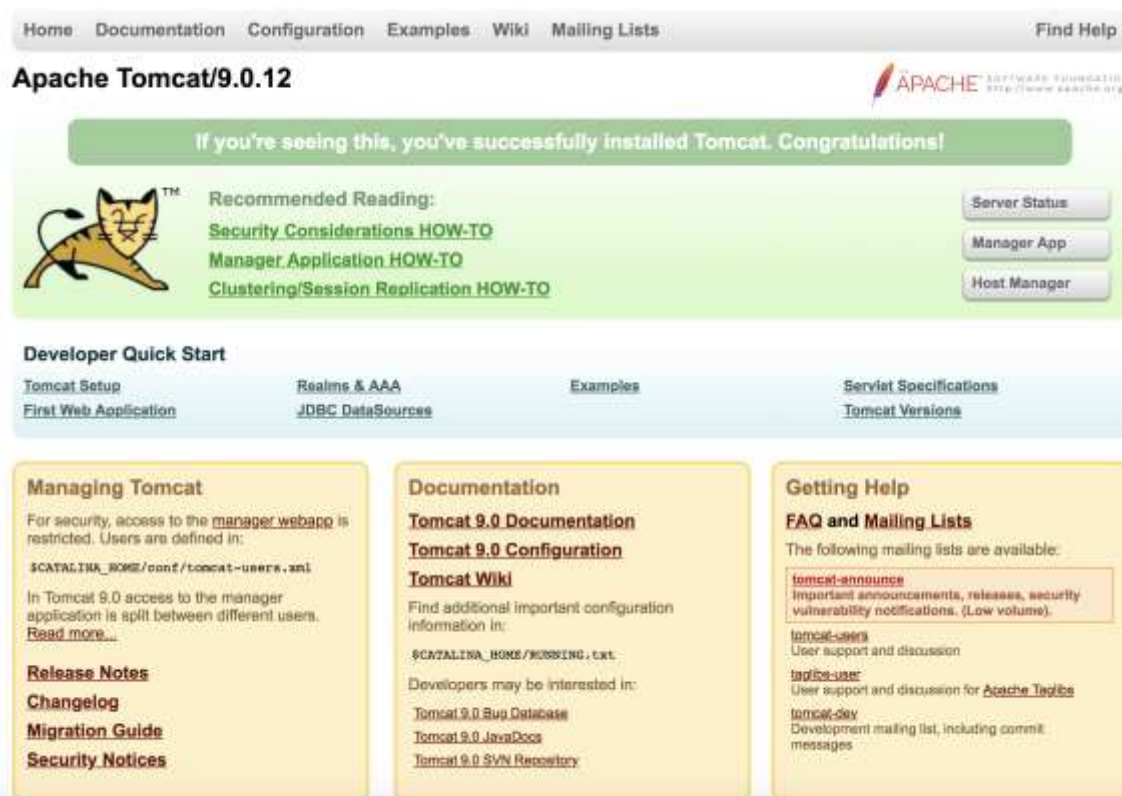 Home Documentation Configuration Examples Wiki Mailing Lists Find Help
Apache Tomcat/9.0.12
APACHE SOFTWARE FOUNDATION
http://www.apache.org
If you're seeing this, you've successfully installed Tomcat. Congratulations!
TM
Recommended Reading:
Security Considerations HOW-TO
Manager Application HOW-TO
Clustering/Session Replication HOW-TO
Server Status
Manager App
Host Manager
Developer Quick Start
Tomcat Setup
First Web Application
Realms & AAA
JDBC DataSources
Examples
Servlet Specifications
Tomcat Versions
Managing Tomcat
For security, access to the manager webapp is
restricted. Users are defined in:
$CATALINA_HOME/conf/tomcat-users.xml
In Tomcat 9.0 access to the manager
application is split between different users.
Read more...
Release Notes
Changelog
Migration Guide
Security Notices
Documentation
Tomcat 9.0 Documentation
Tomcat 9.0 Configuration
Tomcat Wiki
Find additional important configuration
information in:
$CATALINA_HOME/RUNNING.txt
Developers may be interested in:
Tomcat 9.0 Bug Database
Tomcat 9.0 JavaDocs
Tomcat 9.0 SVN Repository
Getting Help
FAQ and Mailing Lists
The following mailing lists are available:
tomcat-announce
Important announcements, releases, security
vulnerability notifications. (Low volume).
tomcat-users
User support and discussion
taglibs-user
User support and discussion for Apache Taglibs
tomcat-dev
Development mailing list, including commit
messages